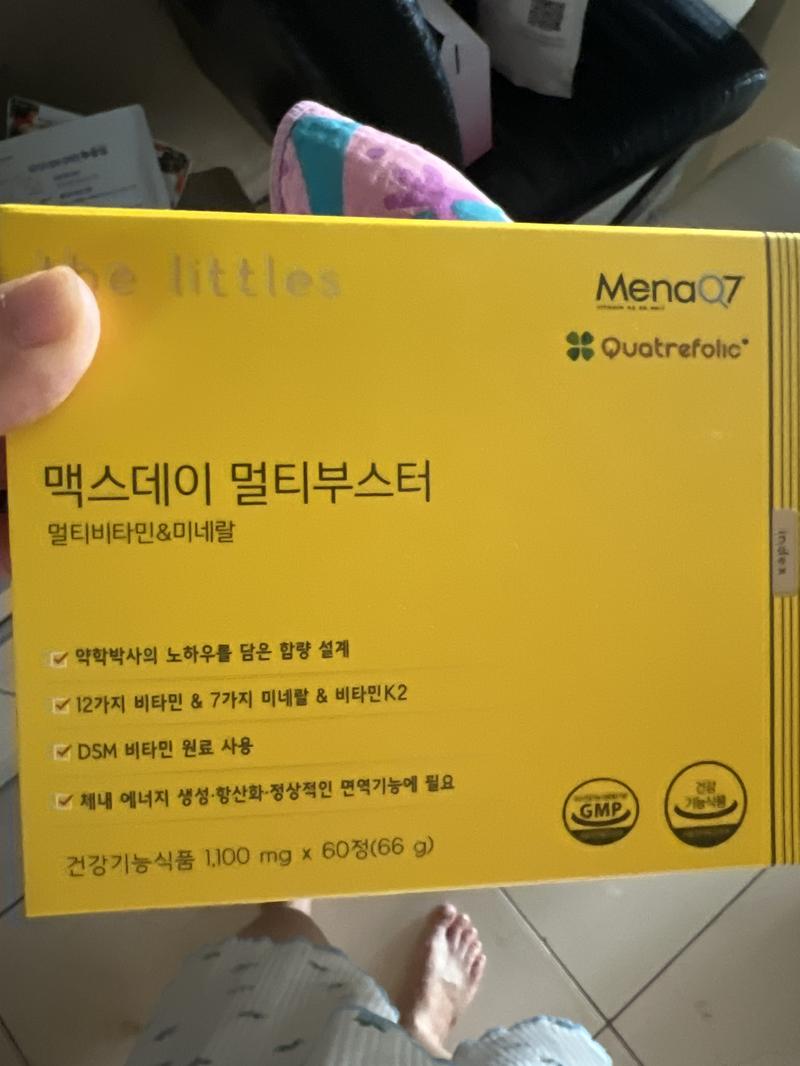 the littles
MenaQ7
Quatrefolic
맥스데이 멀티부스터
멀티비타민&미네랄
index
약학박사의 노하우를 담은 함량 설계
12가지 비타민 & 7가지 미네랄 & 비타민K2
DSM 비타민 원료 사용
체내 에너지 생성·항산화·정상적인 면역기능에 필요
GMP
건강
기능식품
건강기능식품 1,100 mg x 60정(66 g)